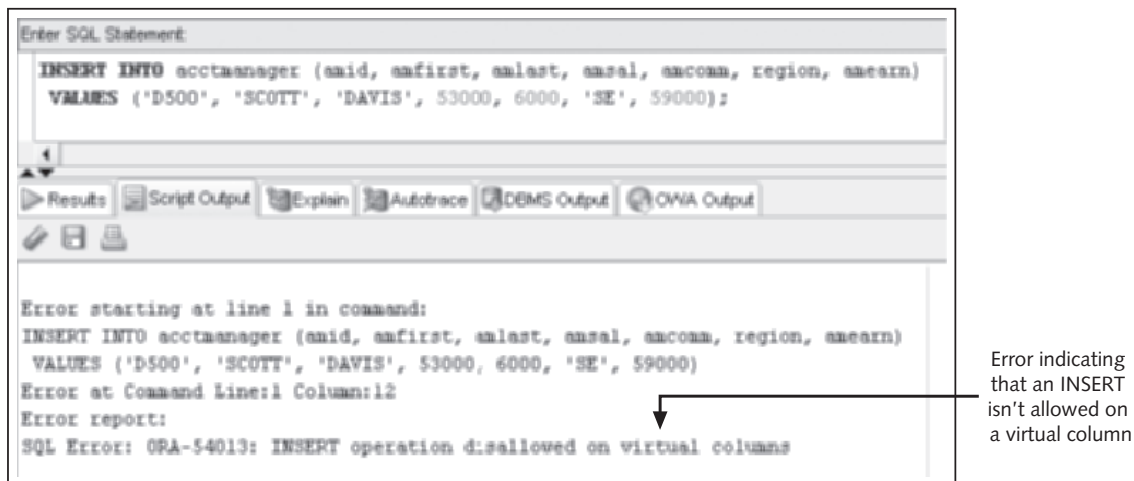 Enter SQL Statement:
INSERT INTO acctmanager (amid, amfirst, amlast, amsal, amcomm, region, amearn)
VALUES ('D500', 'SCOTT', 'DAVIS', 53000, 6000, 'SE', 59000);
Results Script Output Explain Autotrace DBMS Output OWA Output
Error starting at line 1 in command:
INSERT INTO acctmanager (amid, amfirst, amlast, amsal, amcomm, region, amearn)
VALUES ('D500', 'SCOTT', 'DAVIS', 53000, 6000, 'SE', 59000)
Error at Command Line:1 Column:12
Error report:
SQL Error: ORA-54013: INSERT operation disallowed on virtual columns
Error indicating
that an INSERT
isn't allowed on
a virtual column